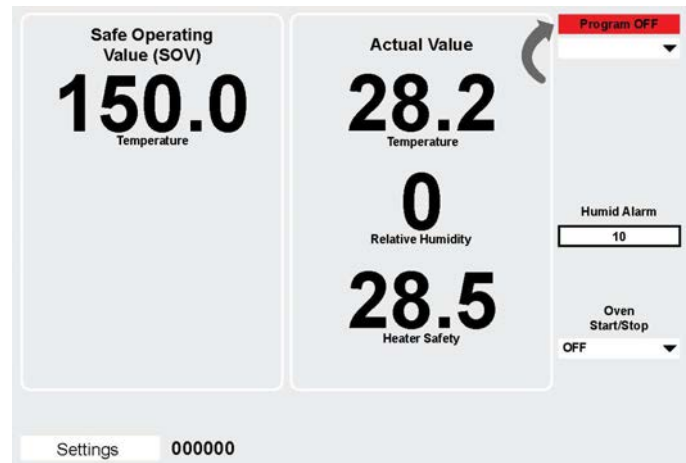 Safe Operating
Value (SOV)
150.0
Temperature
Actual Value
28.2
Temperature
0
Relative Humidity
28.5
Heater Safety
Program OFF
Humid Alarm
10
Oven
Start/Stop
OFF
Settings
000000